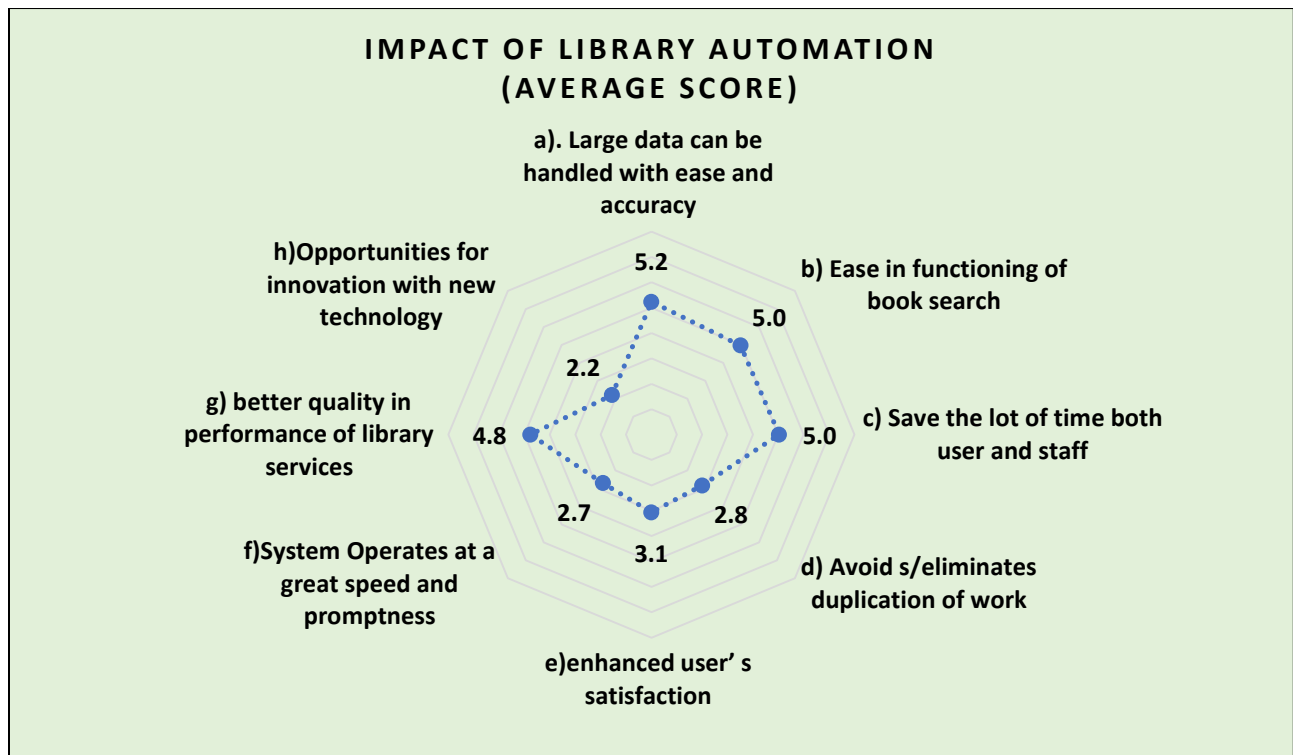 IMPACT OF LIBRARY AUTOMATION
(AVERAGE SCORE)
a). Large data can be
handled with ease and
accuracy
5.2
b) Ease in functioning of
book search
5.0
c) Save the lot of time both
user and staff
5.0
d) Avoid s/eliminates
duplication of work
2.8
e)enhanced user’ s
satisfaction
3.1
f)System Operates at a
great speed and
promptness
2.7
g) better quality in
performance of library
services
4.8
h)Opportunities for
innovation with new
technology
2.2